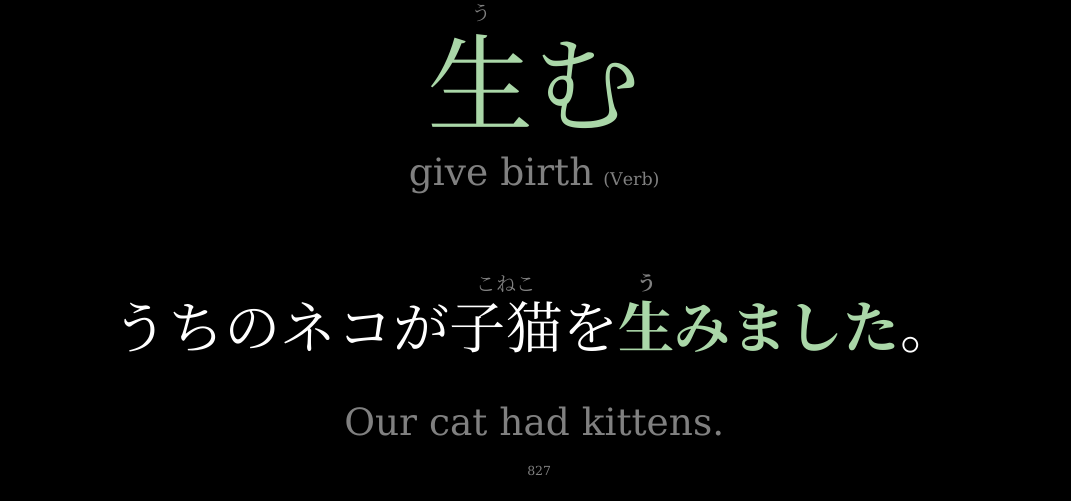 う
生む
give birth (Verb)
こねこ う
うちのネコが子猫を生みました。
Our cat had kittens.
827